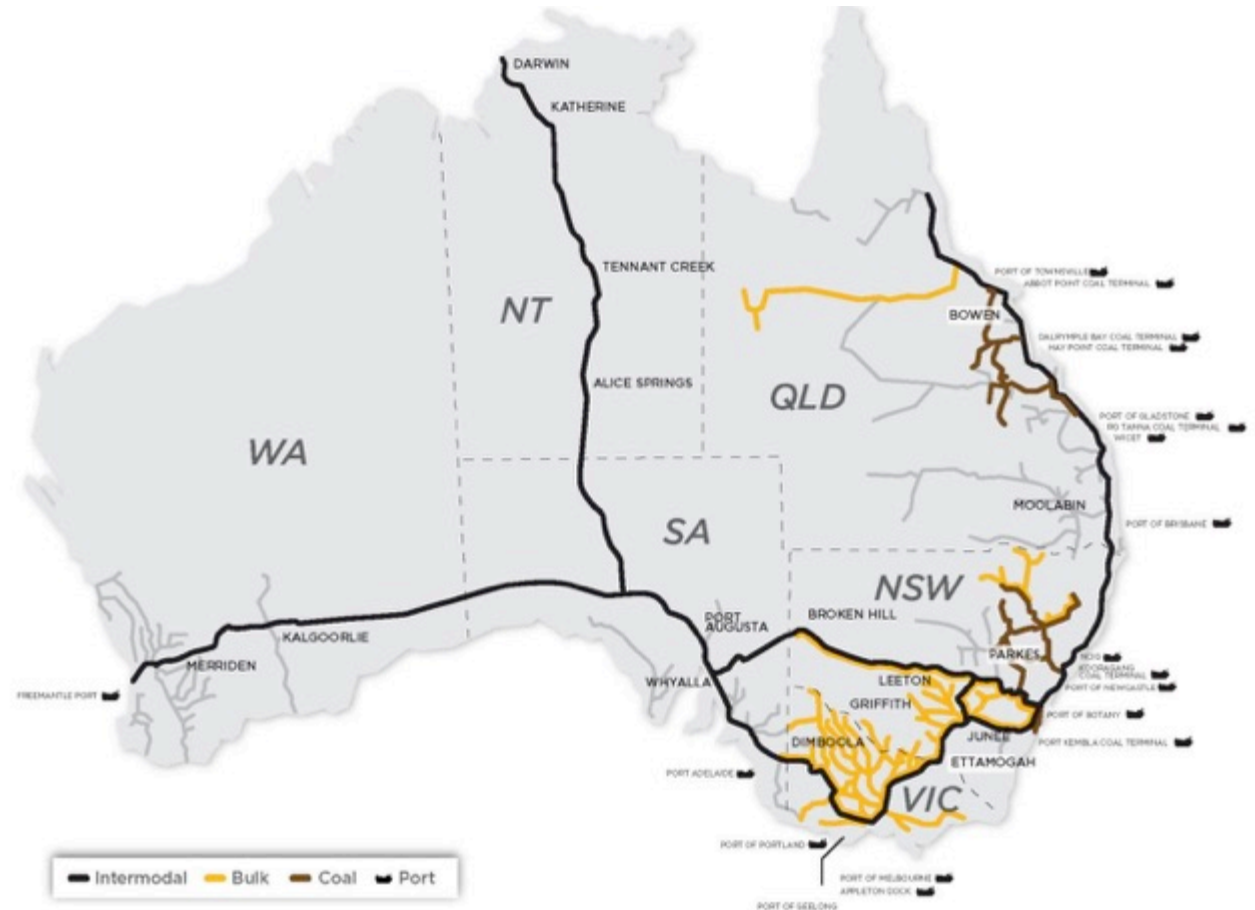 DARWIN
KATHERINE
TENNANT CREEK
PORT OF TOWNSVILLE
ABBOT POINT COAL TERMINAL
NT
BOWEN
DALRYMPLE BAY COAL TERMINAL
HAY POINT COAL TERMINAL
ALICE SPRINGS
QLD
PORT OF GLADSTONE
RG TANNA COAL TERMINAL
WICET
WA
MOOLABIN
PORT OF BRISBANE
SA
NSW
PORT
AUGUSTA
BROKEN HILL
KALGOORLIE
PARKES
NCIG
KOORAGANG
COAL TERMINAL
MERRIDEN
WHYALLA
LEETON
PORT OF NEWCASTLE
FREEMANTLE PORT
GRIFFITH
PORT OF BOTANY
DIMBOOLA
JUNEE
PORT KEMBLA COAL TERMINAL
ETTAMOGAH
PORT ADELAIDE
VIC
PORT OF PORTLAND
PORT OF MELBOURNE
APPLETON DOCK
PORT OF GEELONG
Intermodal
Bulk
Coal
Port